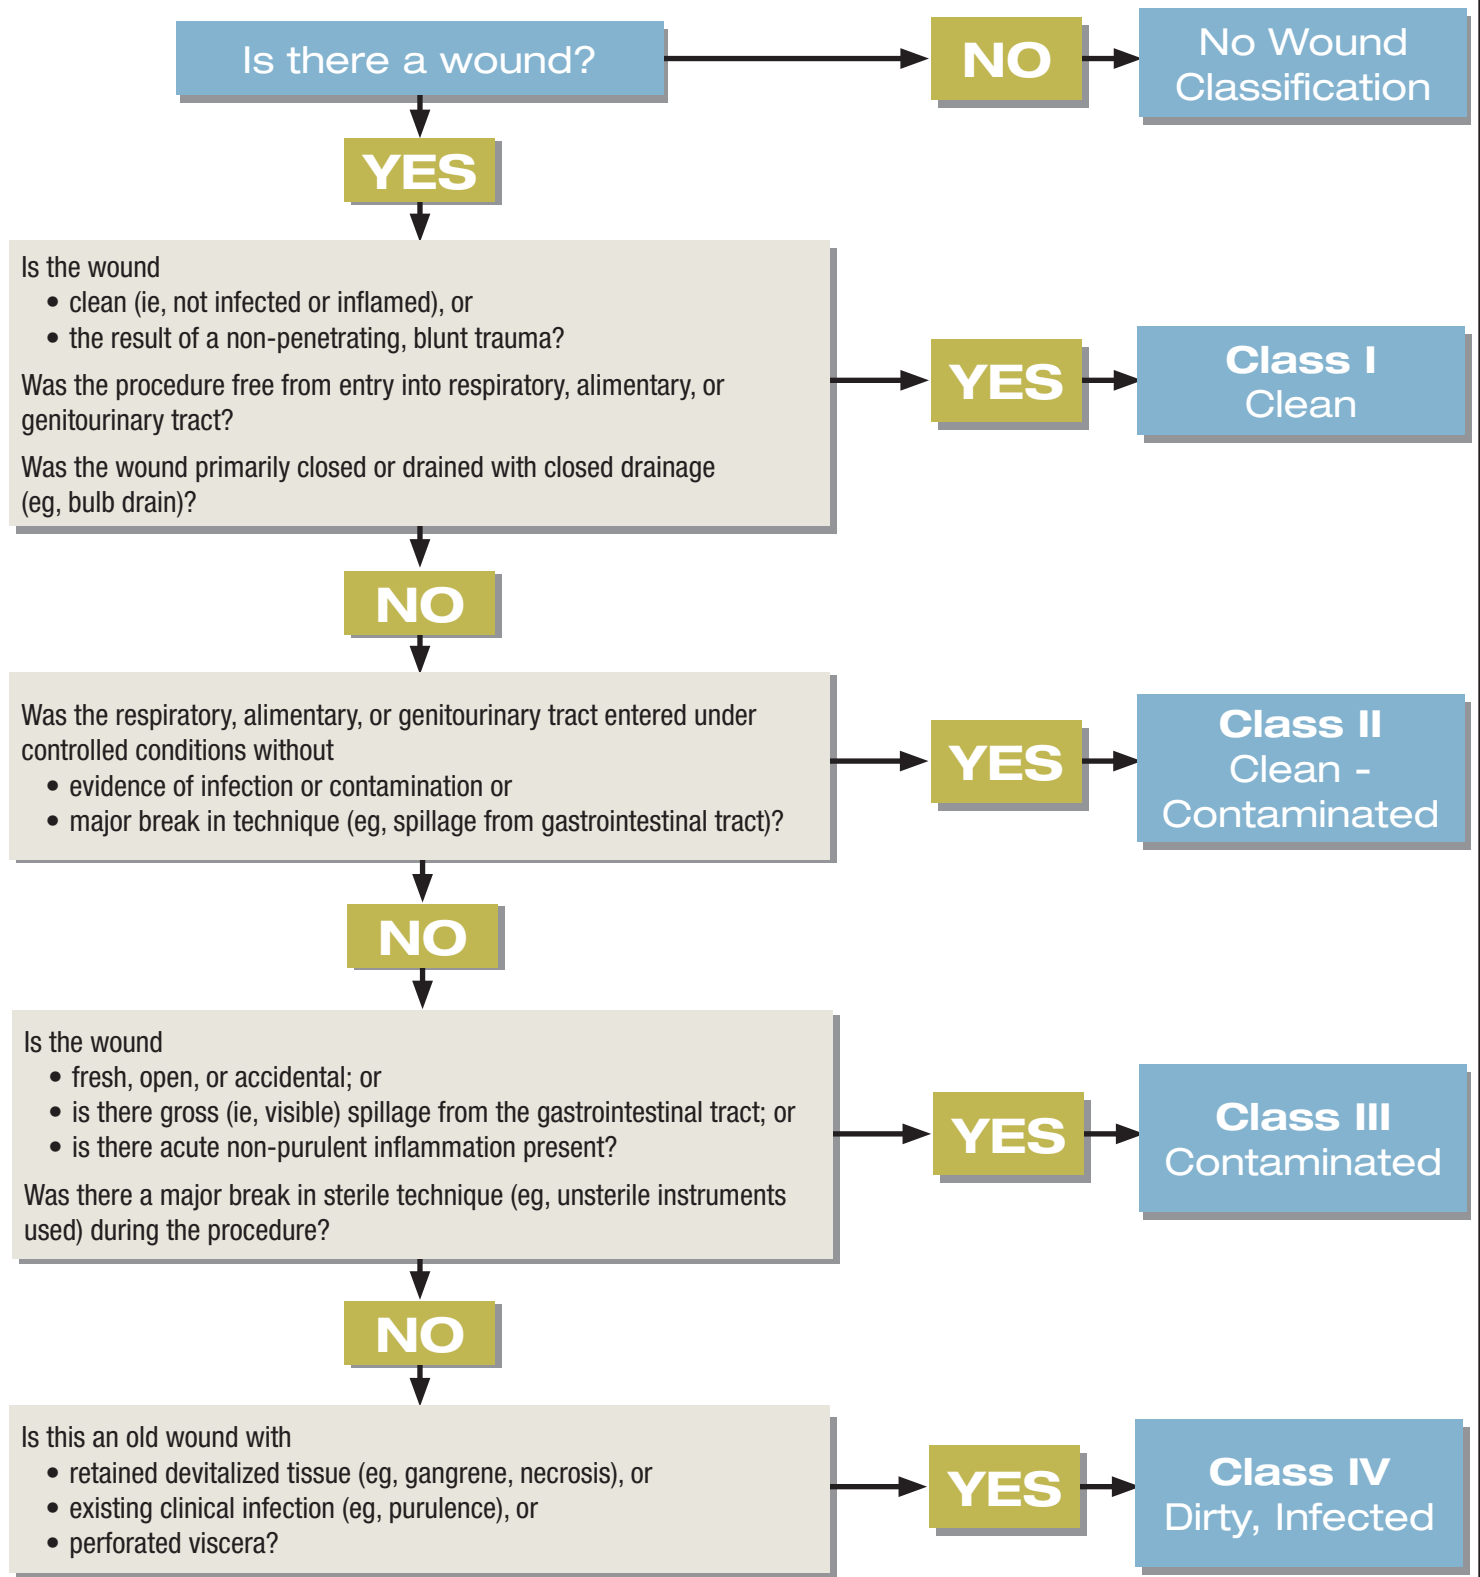 Is there a wound?
NO
No Wound
Classification
YES
Is the wound
• clean (ie, not infected or inflamed), or
• the result of a non-penetrating, blunt trauma?
Was the procedure free from entry into respiratory, alimentary, or
genitourinary tract?
Was the wound primarily closed or drained with closed drainage
(eg, bulb drain)?
YES
Class I
Clean
NO
Was the respiratory, alimentary, or genitourinary tract entered under
controlled conditions without
• evidence of infection or contamination or
• major break in technique (eg, spillage from gastrointestinal tract)?
YES
Class II
Clean -
Contaminated
NO
Is the wound
• fresh, open, or accidental; or
• is there gross (ie, visible) spillage from the gastrointestinal tract; or
• is there acute non-purulent inflammation present?
Was there a major break in sterile technique (eg, unsterile instruments
used) during the procedure?
YES
Class III
Contaminated
NO
Is this an old wound with
• retained devitalized tissue (eg, gangrene, necrosis), or
• existing clinical infection (eg, purulence), or
• perforated viscera?
YES
Class IV
Dirty, Infected